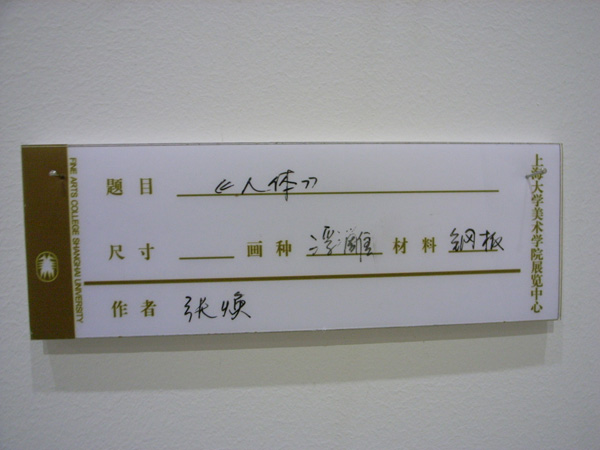 FINE ARTS COLLEGE SHANGHAI UNIVERSITY
题目 《人体》
尺寸 画种 浮雕 材料 钢板
作者 张焕
上海大学美术学院展览中心